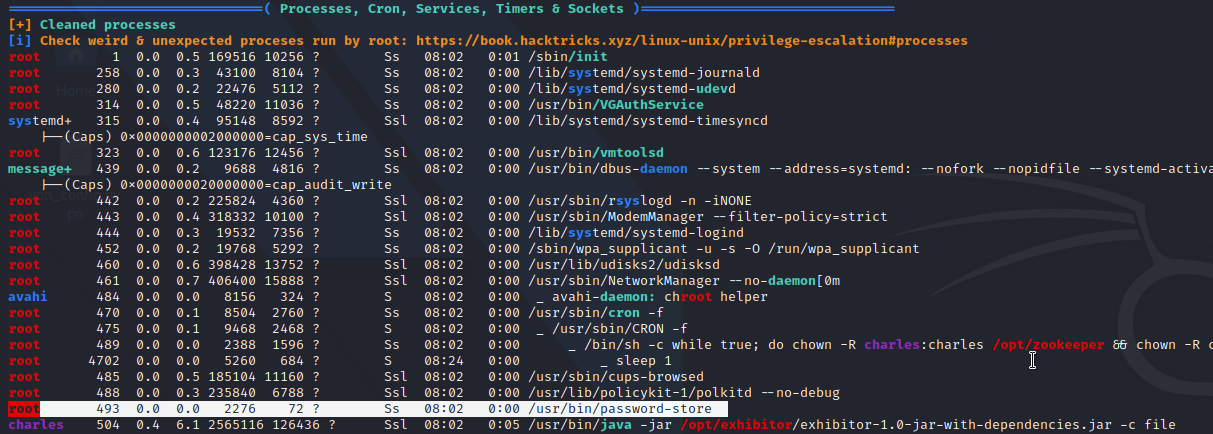 ══════════════════════════════╣ Processes, Cron, Services, Timers & Sockets ╠══════════════════════════════
[+] Cleaned processes
[i] Check weird & unexpected proceses run by root: https://book.hacktricks.xyz/linux-unix/privilege-escalation#processes
root 1 0.0 0.5 169516 10256 ? Ss 08:02 0:01 /sbin/init
root 258 0.0 0.3 43100 8104 ? Ss 08:02 0:00 /lib/systemd/systemd-journald
root 280 0.0 0.2 22476 5112 ? Ss 08:02 0:00 /lib/systemd/systemd-udevd
root 314 0.0 0.5 48220 11036 ? Ss 08:02 0:00 /usr/bin/VGAuthService
systemd+ 315 0.0 0.4 95148 8592 ? Ssl 08:02 0:00 /lib/systemd/systemd-timesyncd
├──(Caps) 0×0000000002000000=cap_sys_time
root 323 0.0 0.6 123176 12456 ? Ssl 08:02 0:00 /usr/bin/vmtoolsd
message+ 439 0.0 0.2 9688 4816 ? Ss 08:02 0:00 /usr/bin/dbus-daemon --system --address=systemd: --nofork --nopidfile --systemd-activa
├──(Caps) 0×0000000020000000=cap_audit_write
root 442 0.0 0.2 225824 4360 ? Ssl 08:02 0:00 /usr/sbin/rsyslogd -n -iNONE
root 443 0.0 0.4 318332 10100 ? Ssl 08:02 0:00 /usr/sbin/ModemManager --filter-policy=strict
root 444 0.0 0.3 19532 7356 ? Ss 08:02 0:00 /lib/systemd/systemd-logind
root 452 0.0 0.2 19768 5292 ? Ss 08:02 0:00 /sbin/wpa_supplicant -u -s -O /run/wpa_supplicant
root 460 0.0 0.6 398428 13752 ? Ssl 08:02 0:00 /usr/lib/udisks2/udisksd
root 461 0.0 0.7 406400 15888 ? Ssl 08:02 0:00 /usr/sbin/NetworkManager --no-daemon[0m
avahi 484 0.0 0.0 8156 324 ? S 08:02 0:00 _ avahi-daemon: chroot helper
root 470 0.0 0.1 8504 2760 ? Ss 08:02 0:00 /usr/sbin/cron -f
root 475 0.0 0.1 9468 2468 ? S 08:02 0:00 _ /usr/sbin/CRON -f
root 489 0.0 0.0 2388 1596 ? Ss 08:02 0:00 _ /bin/sh -c while true; do chown -R charles:charles /opt/zookeeper && chown -R c
root 4702 0.0 0.0 5260 684 ? S 08:24 0:00 _ sleep 1
root 485 0.0 0.5 185104 11160 ? Ssl 08:02 0:00 /usr/sbin/cups-browsed
root 488 0.0 0.3 235840 6788 ? Ssl 08:02 0:00 /usr/lib/policykit-1/polkitd --no-debug
root 493 0.0 0.0 2276 72 ? Ss 08:02 0:00 /usr/bin/password-store
charles 504 0.4 6.1 2565116 126436 ? Ssl 08:02 0:05 /usr/bin/java -jar /opt/exhibitor/exhibitor-1.0-jar-with-dependencies.jar -c file